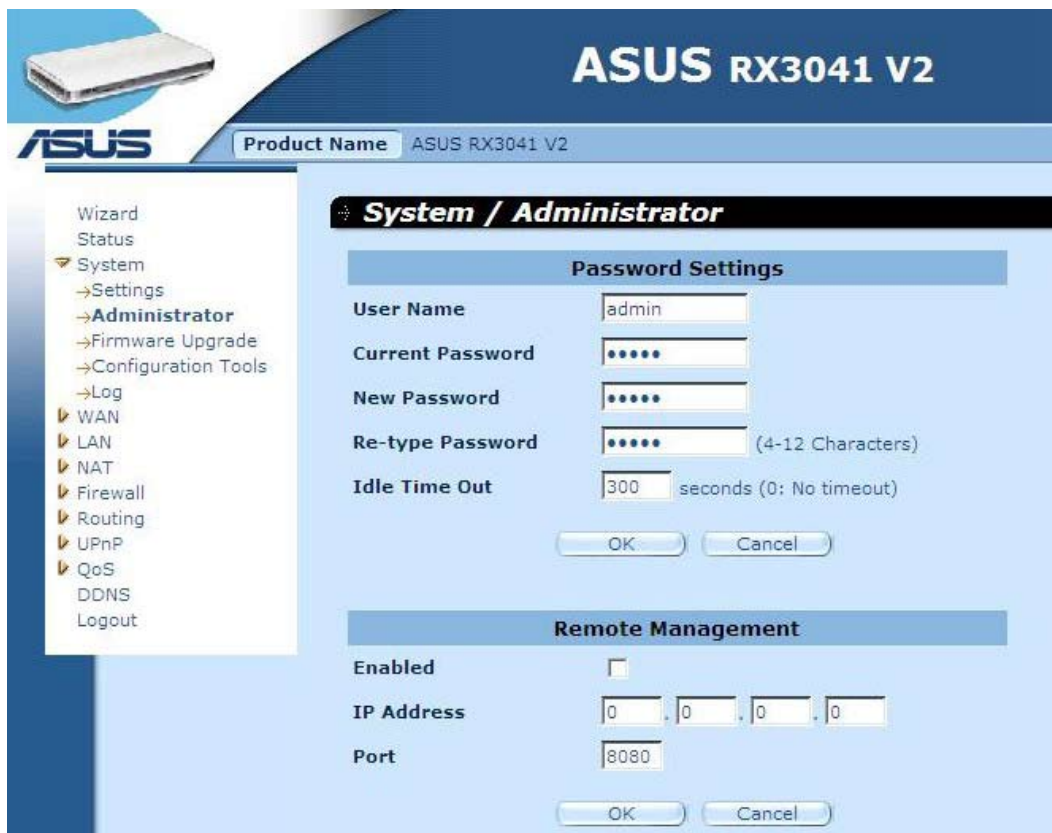 ASUS RX3041 V2
ASUS
Product Name ASUS RX3041 V2
Wizard
Status
System
Settings
Administrator
Firmware Upgrade
Configuration Tools
Log
WAN
LAN
NAT
Firewall
Routing
UPnP
QoS
DDNS
Logout
System / Administrator
Password Settings
User Name admin
Current Password •••••
New Password •••••
Re-type Password ••••• (4-12 Characters)
Idle Time Out 300 seconds (0: No timeout)
OK Cancel
Remote Management
Enabled
IP Address 0 . 0 . 0 . 0
Port 8080
OK Cancel